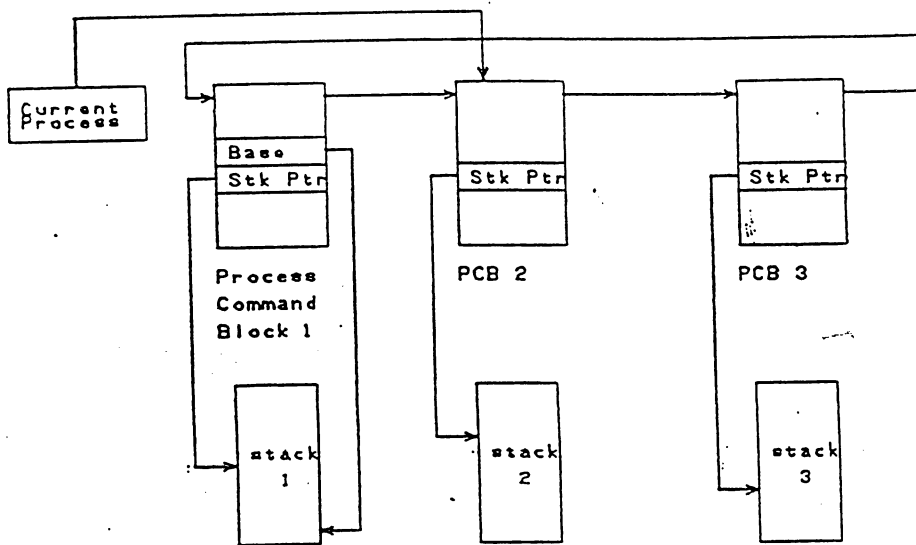 Current
Process
Base
Stk Ptr
Stk Ptr
Stk Ptr
Process
Command
Block 1
PCB 2
PCB 3
stack
1
stack
2
stack
3